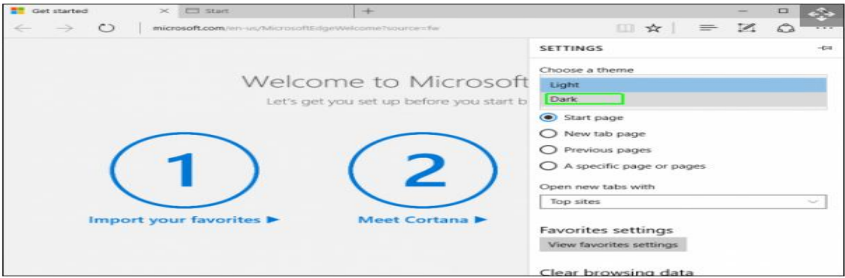 Get started
Start
microsoft.com/en-us/MicrosoftEdgeWelcome?source=fw
Welcome to Microsoft
Let's get you set up before you start b
1
2
Import your favorites
Meet Cortana
SETTINGS
Choose a theme
Light
Dark
Start page
New tab page
Previous pages
A specific page or pages
Open new tabs with
Top sites
Favorites settings
View favorites settings
Clear browsing data